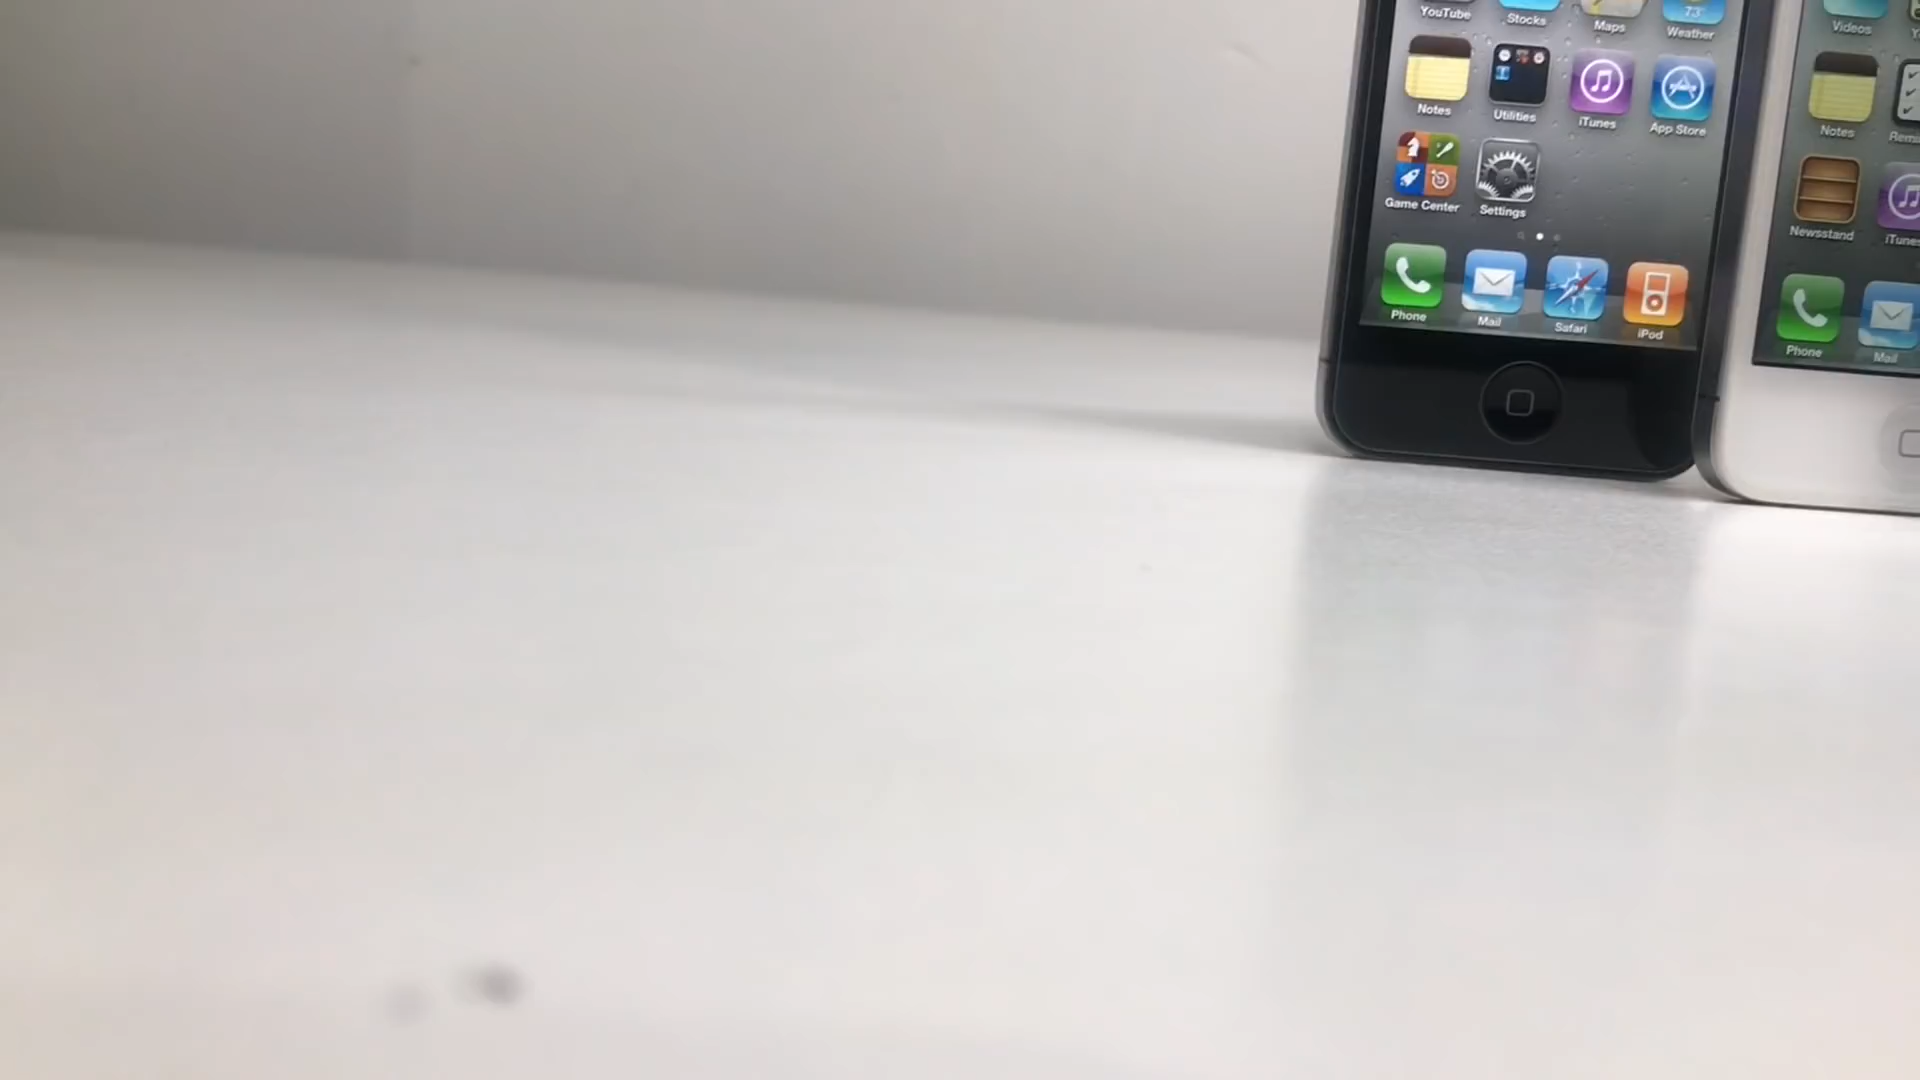 YouTube Stocks Maps Weather
Notes Utilities iTunes App Store
Game Center Settings
Phone Mail Safari iPod
Videos
Notes
Newsstand iTunes
Phone Mail